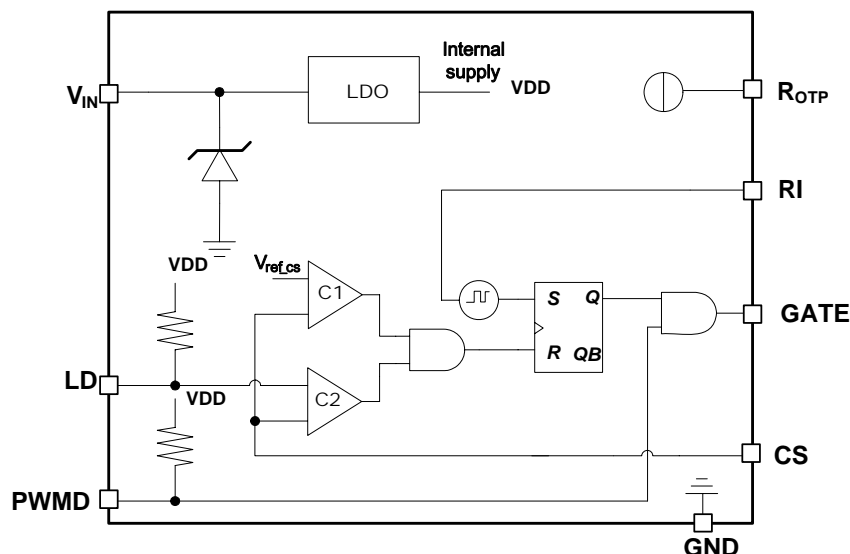 Internal
supply
VIN
LDO
VDD
ROTP
RI
VDD
Vref_cs
C1
S
Q
GATE
R
QB
LD
VDD
C2
CS
PWMD
GND